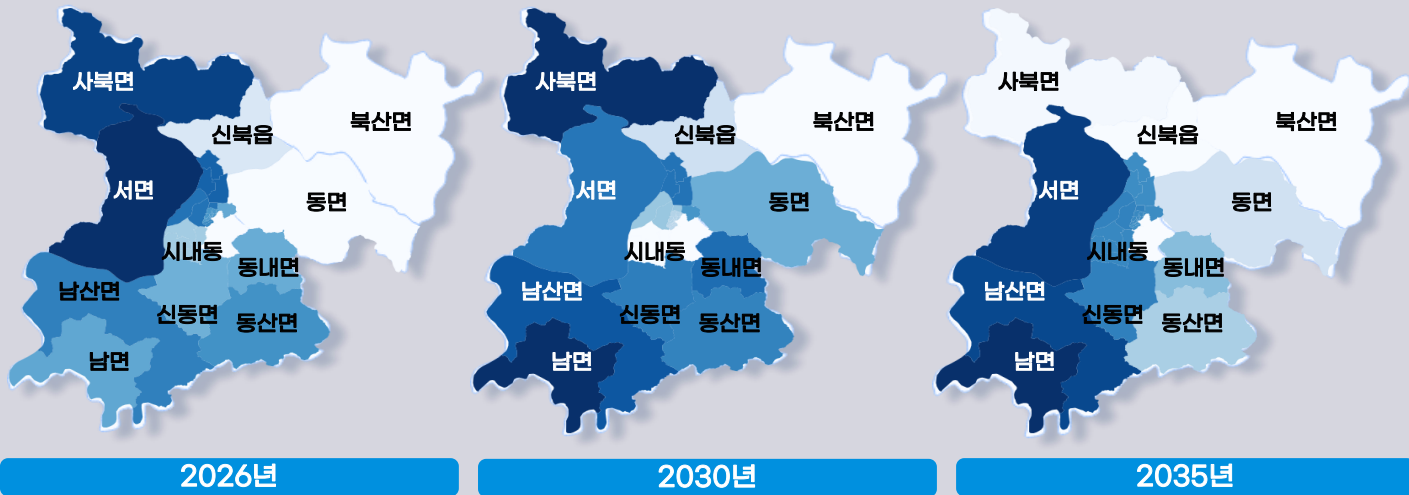 사북면
신북읍
북산면
서면
동면
시내동
동내면
남산면
신동면
동산면
남면
2026년
사북면
신북읍
북산면
서면
동면
시내동
동내면
남산면
신동면
동산면
남면
2030년
사북면
신북읍
북산면
서면
동면
시내동
동내면
남산면
신동면
동산면
남면
2035년